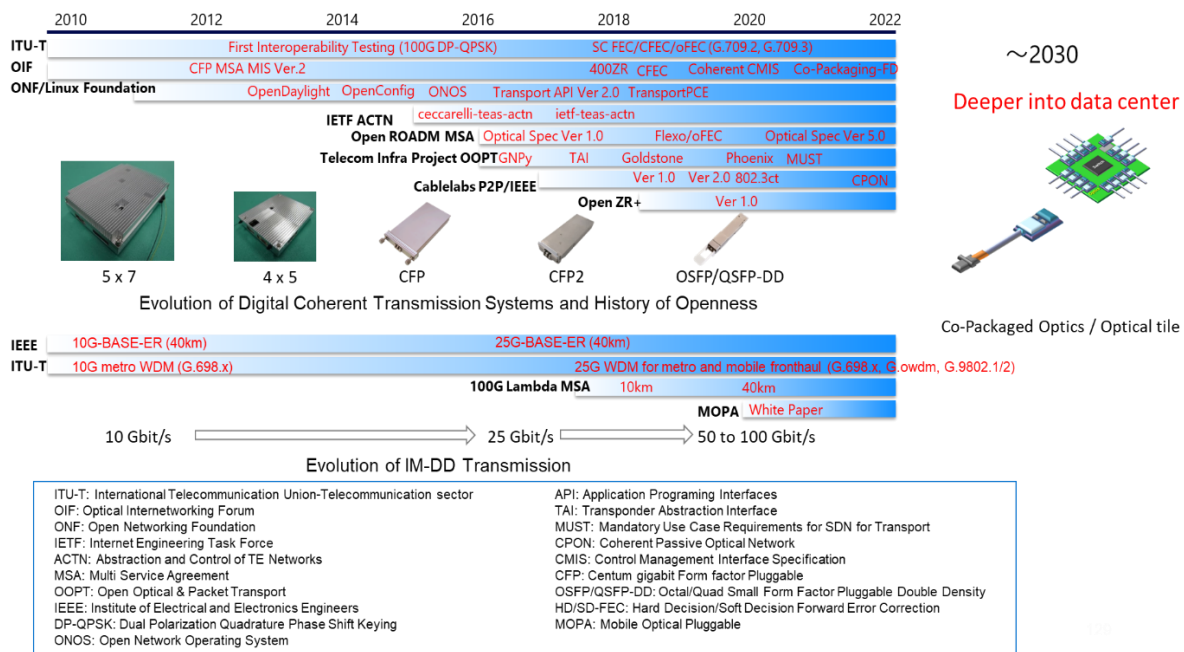 2010 2012 2014 2016 2018 2020 2022
ITU-T First Interoperability Testing (100G DP-QPSK) SC FEC/CFEC/oFEC (G.709.2, G.709.3)
OIF CFP MSA MIS Ver.2 400ZR CFEC Coherent CMIS Co-Packaging-FD
ONF/Linux Foundation OpenDaylight OpenConfig ONOS Transport API Ver 2.0 TransportPCE
IETF ACTN ceccarelli-teas-actn ietf-teas-actn
Open ROADM MSA Optical Spec Ver 1.0 Flexo/oFEC Optical Spec Ver 5.0
Telecom Infra Project OOPT GNPy TAI Goldstone Phoenix MUST
Cablelabs P2P/IEEE Ver 1.0 Ver 2.0 802.3ct CPON
Open ZR+ Ver 1.0
5 x 7 4 x 5 CFP CFP2 OSFP/QSFP-DD
Evolution of Digital Coherent Transmission Systems and History of Openness
～2030
Deeper into data center
Co-Packaged Optics / Optical tile
IEEE 10G-BASE-ER (40km) 25G-BASE-ER (40km)
ITU-T 10G metro WDM (G.698.x) 25G WDM for metro and mobile fronthaul (G.698.x, G.owdm, G.9802.1/2)
100G Lambda MSA 10km 40km
MOPA White Paper
10 Gbit/s 25 Gbit/s 50 to 100 Gbit/s
Evolution of IM-DD Transmission
ITU-T: International Telecommunication Union-Telecommunication sector
OIF: Optical Internetworking Forum
ONF: Open Networking Foundation
IETF: Internet Engineering Task Force
ACTN: Abstraction and Control of TE Networks
MSA: Multi Service Agreement
OOPT: Open Optical & Packet Transport
IEEE: Institute of Electrical and Electronics Engineers
DP-QPSK: Dual Polarization Quadrature Phase Shift Keying
ONOS: Open Network Operating System
API: Application Programing Interfaces
TAI: Transponder Abstraction Interface
MUST: Mandatory Use Case Requirements for SDN for Transport
CPON: Coherent Passive Optical Network
CMIS: Control Management Interface Specification
CFP: Centum gigabit Form factor Pluggable
OSFP/QSFP-DD: Octal/Quad Small Form Factor Pluggable Double Density
HD/SD-FEC: Hard Decision/Soft Decision Forward Error Correction
MOPA: Mobile Optical Pluggable